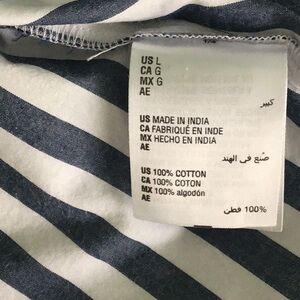 US L
CA G
MX G
AE
كبير
US MADE IN INDIA
CA FABRIQUÉ EN INDE
MX HECHO EN INDIA
AE
صنع في الهند
US 100% COTTON
CA 100% COTON
MX 100% algodón
AE
100% قطن